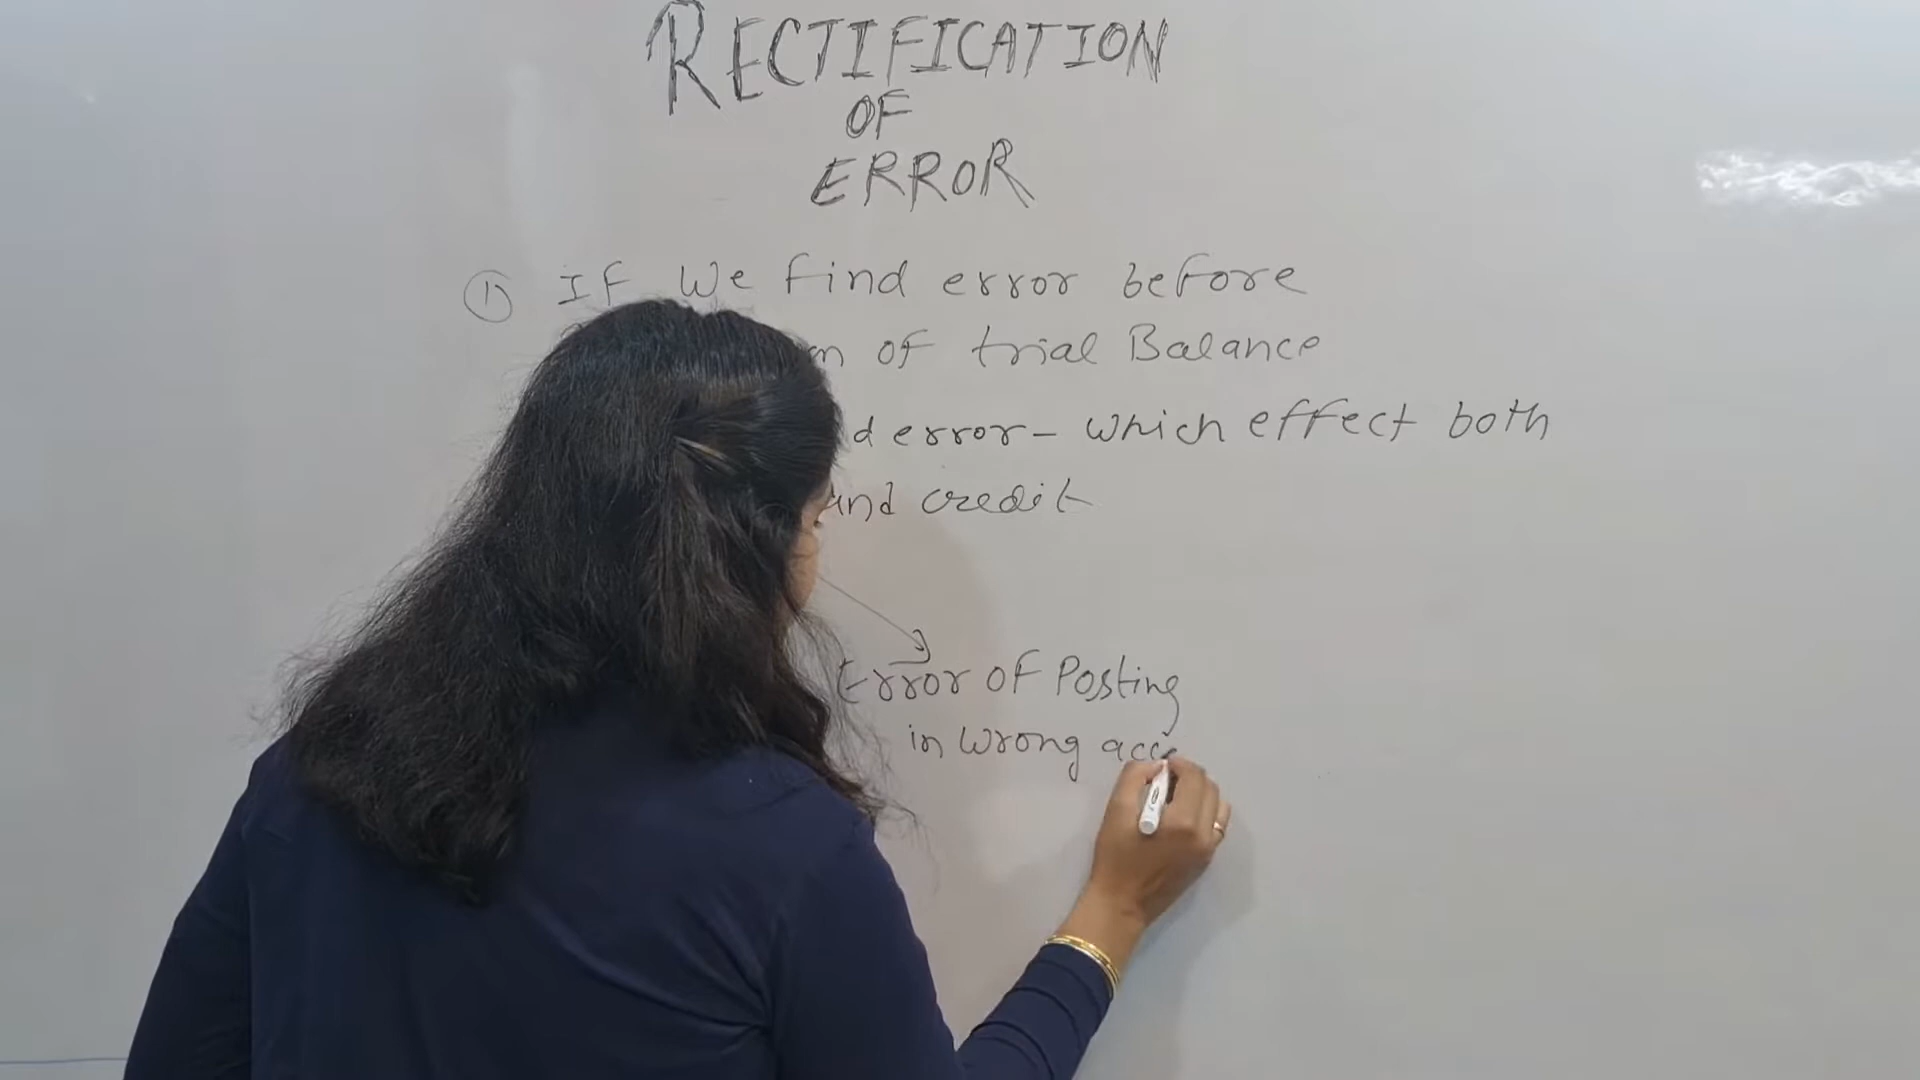 RECTIFICATION
OF
ERROR
① If We find error before
of trial Balance
error - which effect both
and credit
Error of Posting
in wrong